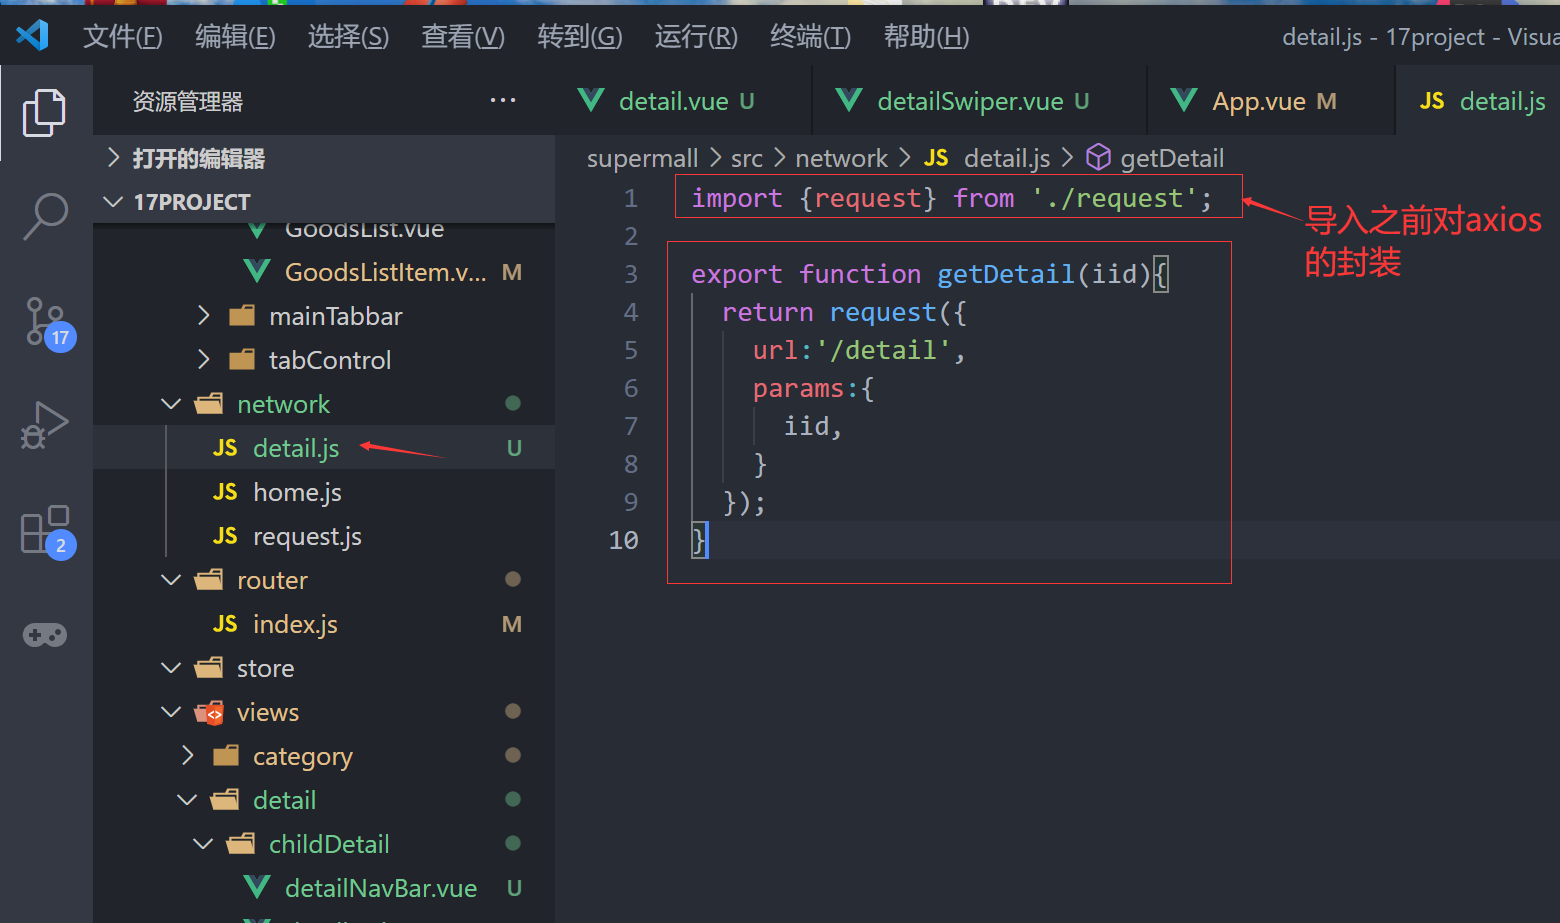 文件(F) 编辑(E) 选择(S) 查看(V) 转到(G) 运行(R) 终端(T) 帮助(H) detail.js - 17project - Visua
资源管理器 ···
detail.vue U detailSwiper.vue U App.vue M JS detail.js
打开的编辑器
17PROJECT
GoodsList.vue
GoodsListItem.v... M
mainTabbar
tabControl
network
JS detail.js U
JS home.js
JS request.js
router
JS index.js M
store
views
category
detail
childDetail
detailNavBar.vue U
17
2
supermall > src > network > JS detail.js > getDetail
1 import {request} from './request';
2
3 export function getDetail(iid){
4 return request({
5 url:'/detail',
6 params:{
7 iid,
8 }
9 });
10 }
导入之前对axios
的封装